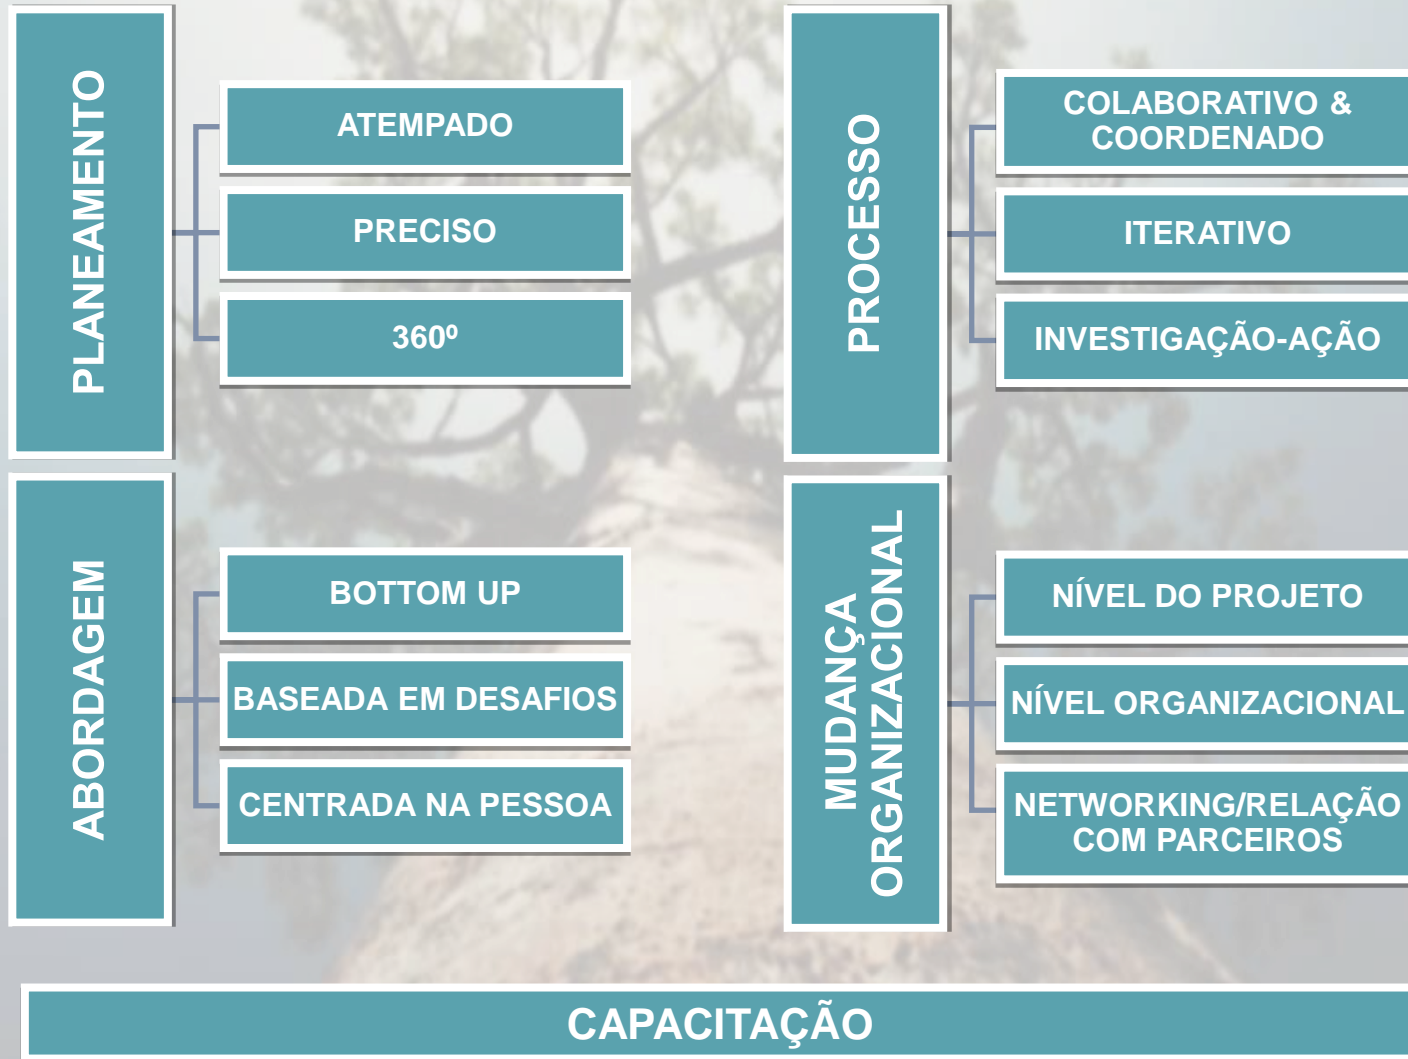 PLANEAMENTO
ATEMPADO
PRECISO
360º
PROCESSO
COLABORATIVO &
COORDENADO
ITERATIVO
INVESTIGAÇÃO-AÇÃO
ABORDAGEM
BOTTOM UP
BASEADA EM DESAFIOS
CENTRADA NA PESSOA
MUDANÇA
ORGANIZACIONAL
NÍVEL DO PROJETO
NÍVEL ORGANIZACIONAL
NETWORKING/RELAÇÃO
COM PARCEIROS
CAPACITAÇÃO